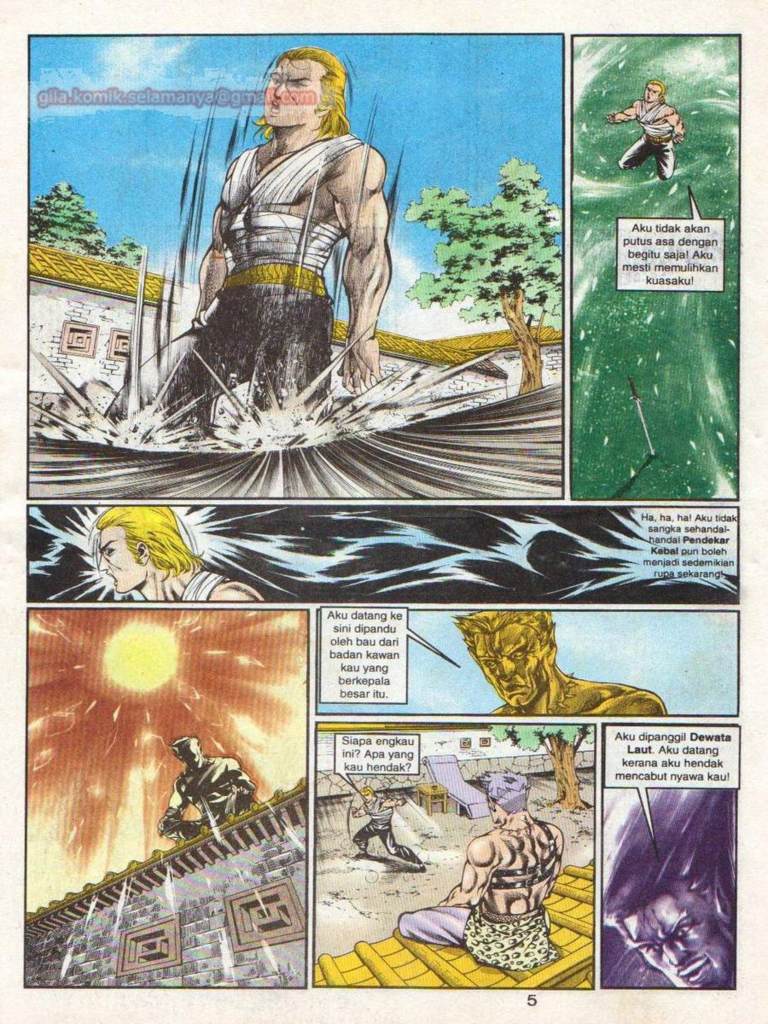 gila.komik.selamanya@gmail.com
Aku tidak akan
putus asa dengan
begitu saja! Aku
mesti memulihkan
kuasaku!
Ha, ha, ha! Aku tidak
sangka sehandal-
handal Pendekar
Kebal pun boleh
menjadi sedemikian
rupa sekarang!
Aku datang ke
sini dipandu
oleh bau dari
badan kawan
kau yang
berkepala
besar itu.
Siapa engkau
ini? Apa yang
kau hendak?
Aku dipanggil Dewata
Laut. Aku datang
kerana aku hendak
mencabut nyawa kau!
5